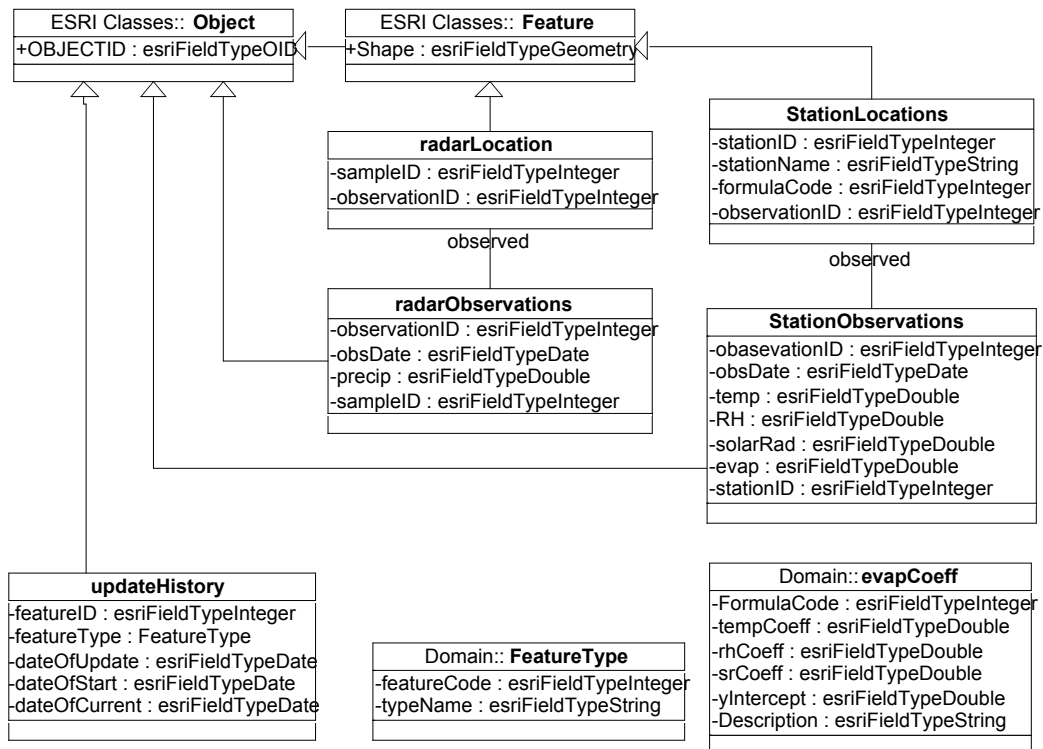 ESRI Classes:: Object
+OBJECTID : esriFieldTypeOID
ESRI Classes:: Feature
+Shape : esriFieldTypeGeometry
radarLocation
-sampleID : esriFieldTypeInteger
-observationID : esriFieldTypeInteger
observed
StationLocations
-stationID : esriFieldTypeInteger
-stationName : esriFieldTypeString
-formulaCode : esriFieldTypeInteger
-observationID : esriFieldTypeInteger
observed
radarObservations
-observationID : esriFieldTypeInteger
-obsDate : esriFieldTypeDate
-precip : esriFieldTypeDouble
-sampleID : esriFieldTypeInteger
StationObservations
-obasevationID : esriFieldTypeInteger
-obsDate : esriFieldTypeDate
-temp : esriFieldTypeDouble
-RH : esriFieldTypeDouble
-solarRad : esriFieldTypeDouble
-evap : esriFieldTypeDouble
-stationID : esriFieldTypeInteger
updateHistory
-featureID : esriFieldTypeInteger
-featureType : FeatureType
-dateOfUpdate : esriFieldTypeDate
-dateOfStart : esriFieldTypeDate
-dateOfCurrent : esriFieldTypeDate
Domain:: FeatureType
-featureCode : esriFieldTypeInteger
-typeName : esriFieldTypeString
Domain:: evapCoeff
-FormulaCode : esriFieldTypeInteger
-tempCoeff : esriFieldTypeDouble
-rhCoeff : esriFieldTypeDouble
-srCoeff : esriFieldTypeDouble
-yIntercept : esriFieldTypeDouble
-Description : esriFieldTypeString